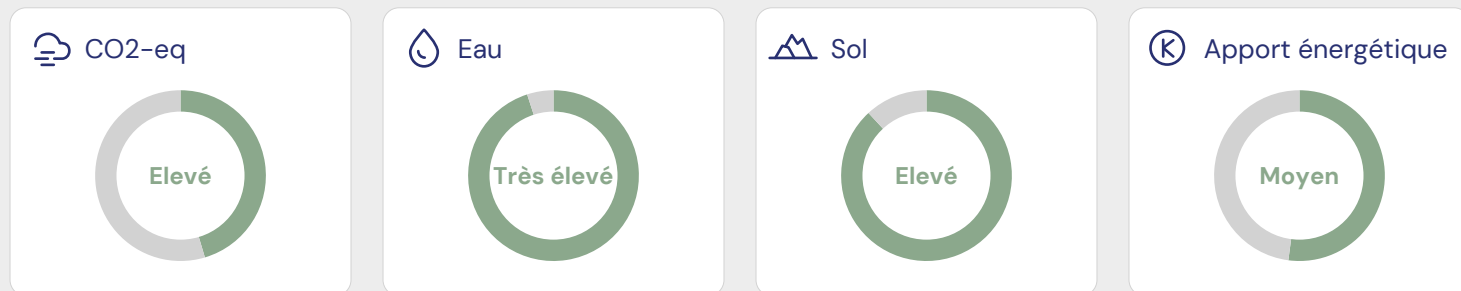 CO2-eq
Elevé
Eau
Très élevé
Sol
Elevé
Apport énergétique
Moyen